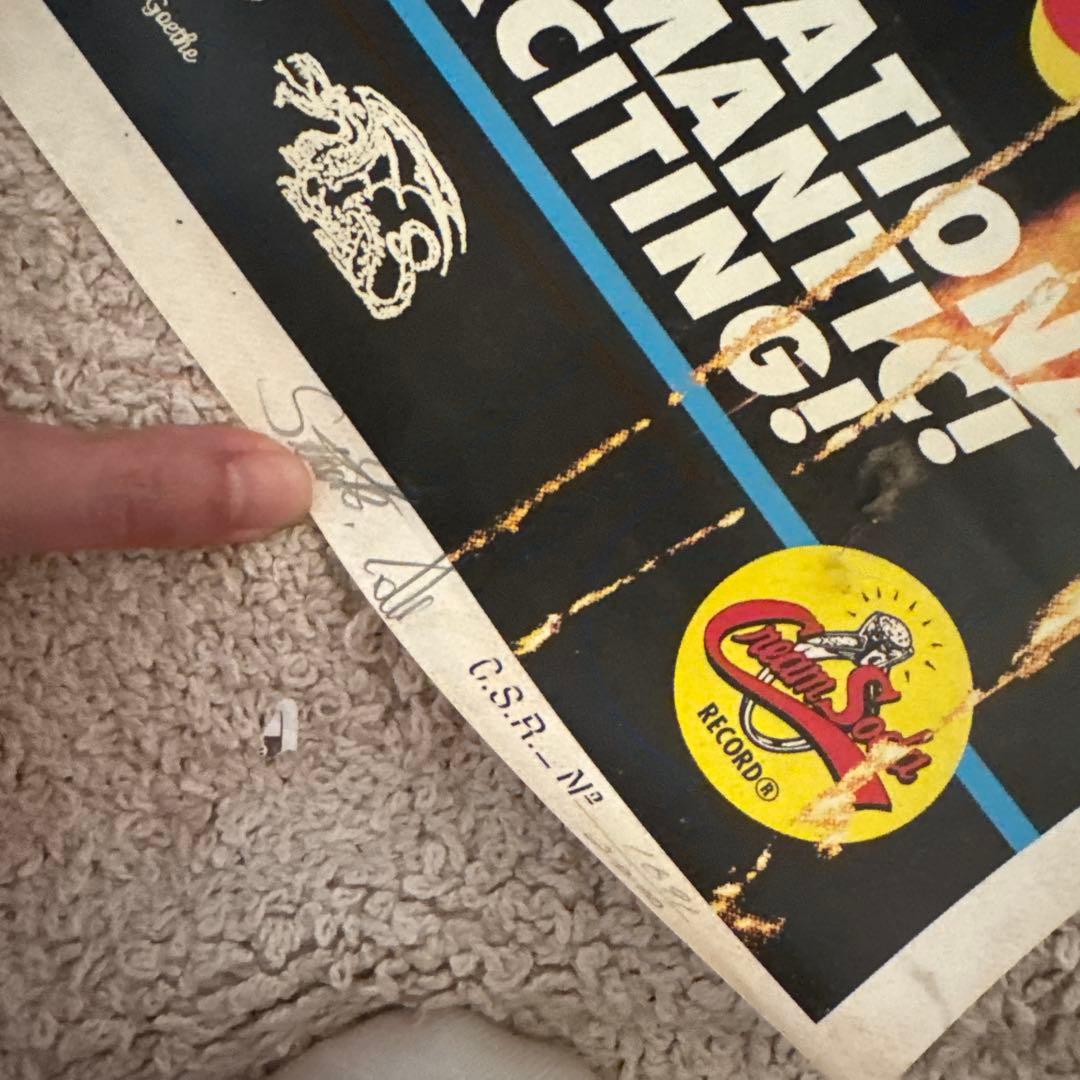 Goethe
ATIONA
MANTIC!
CITING!
Cream Soda
RECORD®
C.S.R. - Nº